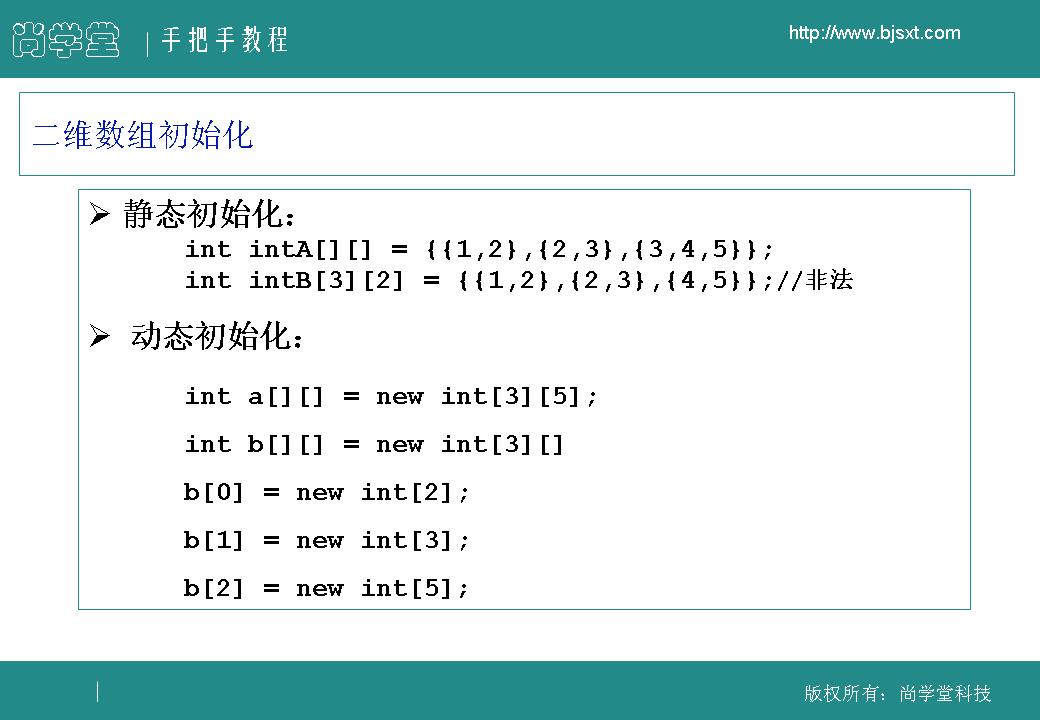 尚学堂 | 手把手教程
http://www.bjsxt.com
二维数组初始化
➢ 静态初始化:
int intA[][] = {{1,2},{2,3},{3,4,5}};
int intB[3][2] = {{1,2},{2,3},{4,5}};//非法
➢ 动态初始化:
int a[][] = new int[3][5];
int b[][] = new int[3][]
b[0] = new int[2];
b[1] = new int[3];
b[2] = new int[5];
版权所有：尚学堂科技